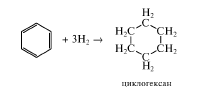 H₂
C
H₂C CH₂
+ 3H₂ →
H₂C CH₂
C
H₂
циклогексан